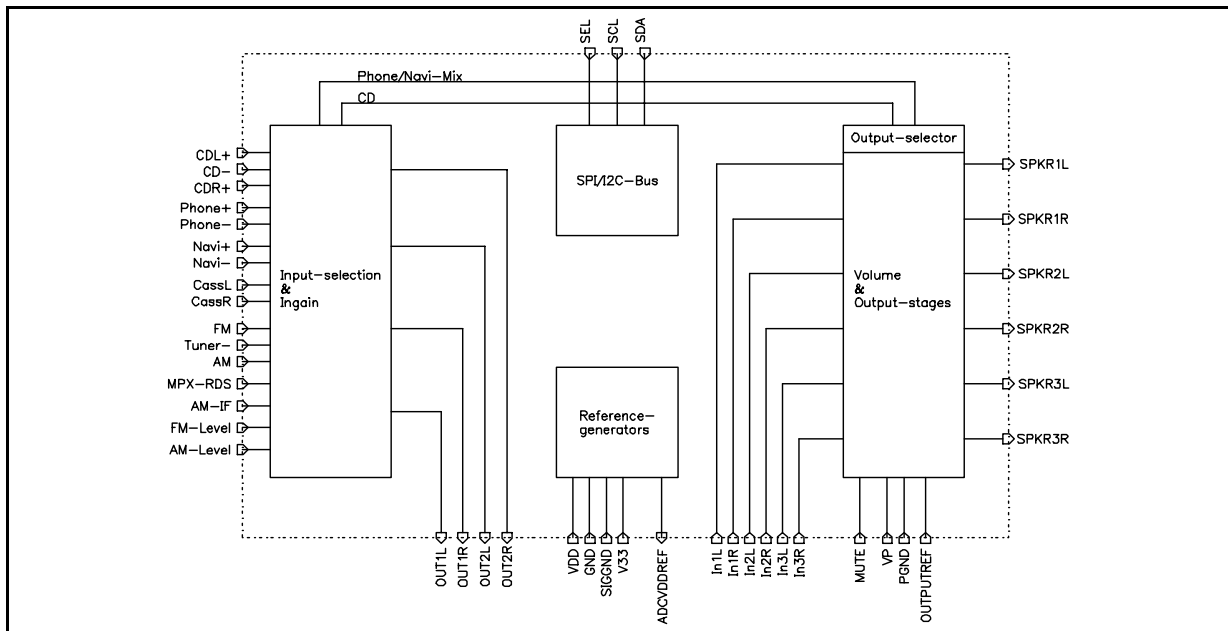 SEL
SCL
SDA
Phone/Navi-Mix
CD
Output-selector
CDL+
CD-
CDR+
Phone+
Phone-
Navi+
Navi-
CassL
CassR
FM
Tuner-
AM
MPX-RDS
AM-IF
FM-Level
AM-Level
Input-selection
&
Ingain
SPI/I2C-Bus
Reference-
generators
Volume
&
Output-stages
SPKR1L
SPKR1R
SPKR2L
SPKR2R
SPKR3L
SPKR3R
OUT1L
OUT1R
OUT2L
OUT2R
VDD
GND
SIGGND
V33
ADCVDDREF
In1L
In1R
In2L
In2R
In3L
In3R
MUTE
VP
PGND
OUTPUTREF